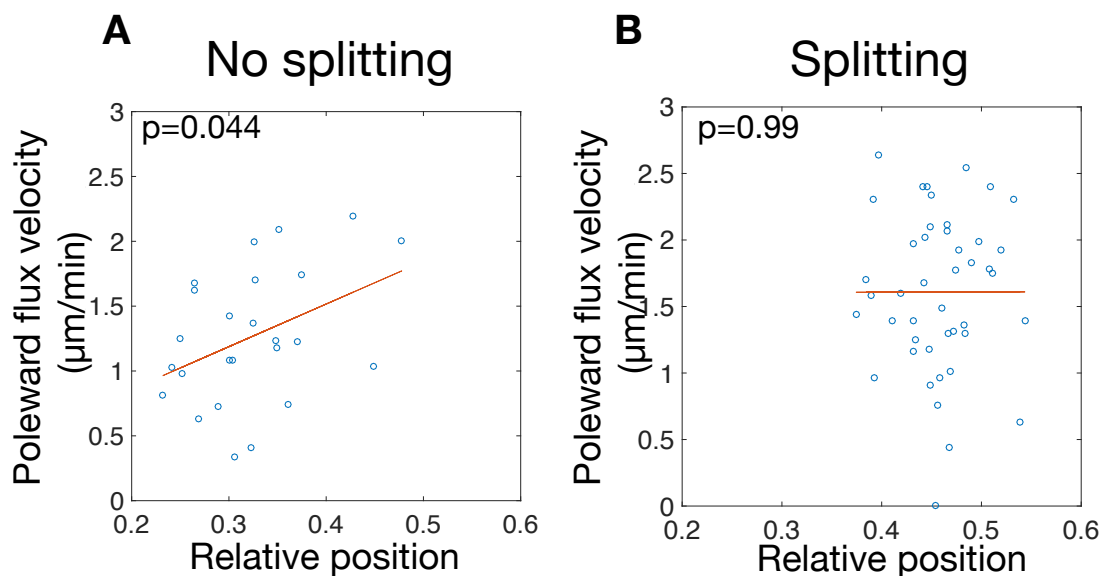 A
No splitting
p=0.044
Poleward flux velocity
(µm/min)
3
2.5
2
1.5
1
0.5
0
0.2 0.3 0.4 0.5 0.6
Relative position
B
Splitting
p=0.99
Poleward flux velocity
(µm/min)
3
2.5
2
1.5
1
0.5
0
0.2 0.3 0.4 0.5 0.6
Relative position